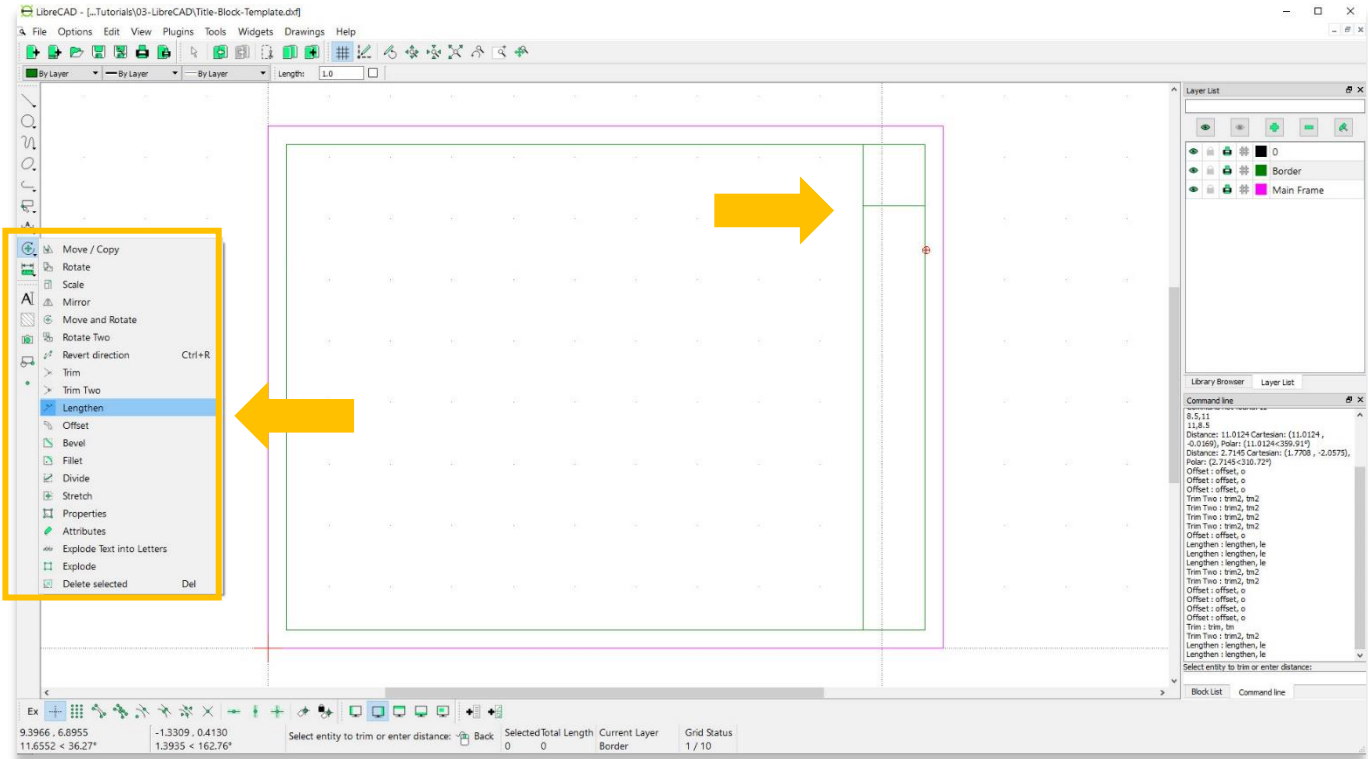 LibreCAD - [...Tutorials\03-LibreCAD\Title-Block-Template.dxf]
File Options Edit View Plugins Tools Widgets Drawings Help
By Layer By Layer By Layer Length: 1.0
Layer List
0
Border
Main Frame
Move / Copy
Rotate
Scale
Mirror
Move and Rotate
Rotate Two
Revert direction Ctrl+R
Trim
Trim Two
Lengthen
Offset
Bevel
Fillet
Divide
Stretch
Properties
Attributes
Explode Text into Letters
Explode
Delete selected Del
Library Browser Layer List
Command line
8.5,11
11,8.5
Distance: 11.0124 Cartesian: (11.0124 ,
-0.0169), Polar: (11.0124<359.91°)
Distance: 2.7145 Cartesian: (1.7708 , -2.0575),
Polar: (2.7145<310.72°)
Offset : offset, o
Offset : offset, o
Offset : offset, o
Trim Two : trim2, tm2
Trim Two : trim2, tm2
Trim Two : trim2, tm2
Trim Two : trim2, tm2
Offset : offset, o
Lengthen : lengthen, le
Lengthen : lengthen, le
Lengthen : lengthen, le
Trim Two : trim2, tm2
Trim Two : trim2, tm2
Offset : offset, o
Offset : offset, o
Offset : offset, o
Offset : offset, o
Trim : trim, tm
Trim Two : trim2, tm2
Lengthen : lengthen, le
Lengthen : lengthen, le
Select entity to trim or enter distance:
Block List Command line
Ex
9.3966 , 6.8955 -1.3309 , 0.4130 Select entity to trim or enter distance: Back Selected Total Length Current Layer Grid Status
11.6552 < 36.27° 1.3935 < 162.76° 0 0 Border 1 / 10